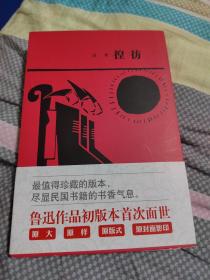 鲁迅 彷徨
最值得珍藏的版本，
尽显民国书籍的书香气息。
鲁迅作品初版本首次面世
原大 原样 原版式 原封面影印